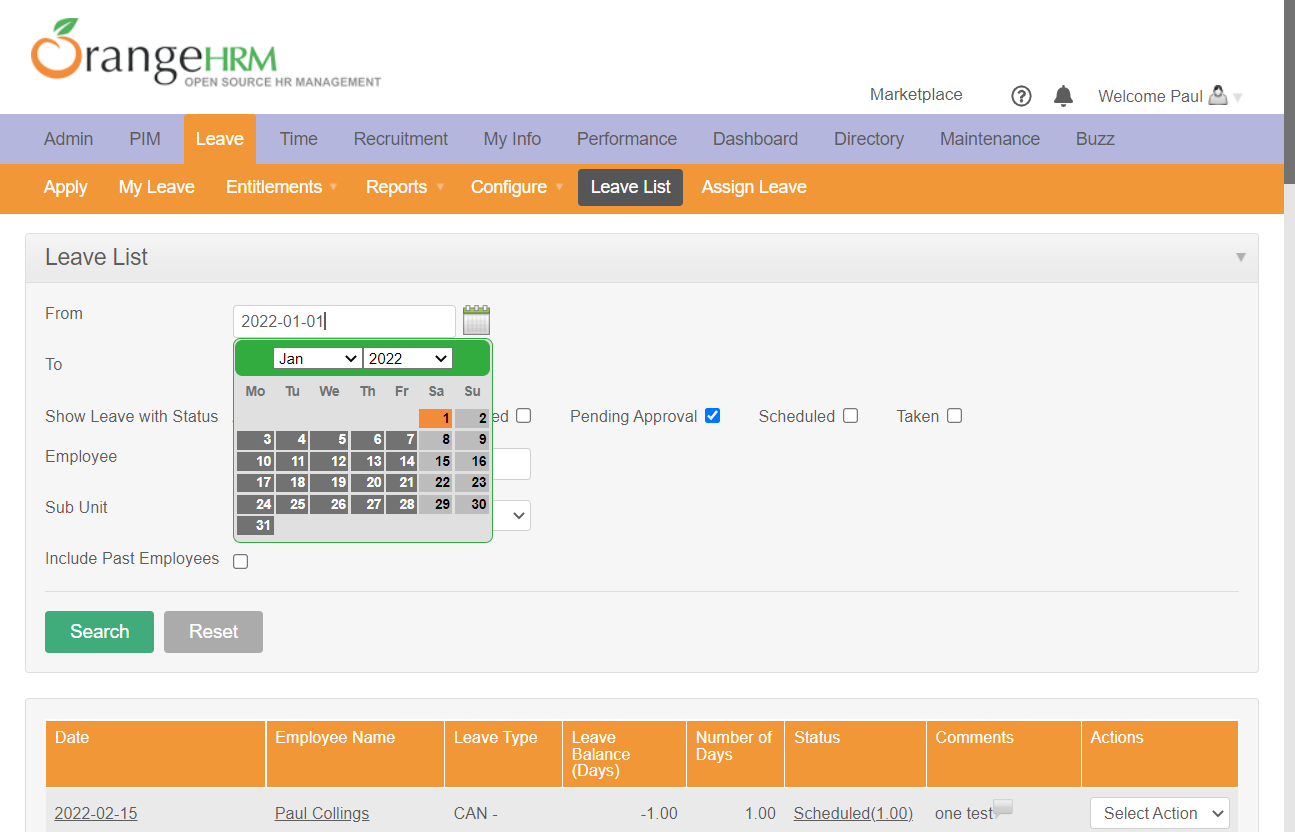 OrangeHRM
OPEN SOURCE HR MANAGEMENT
Marketplace ? Welcome Paul
Admin PIM Leave Time Recruitment My Info Performance Dashboard Directory Maintenance Buzz
Apply My Leave Entitlements Reports Configure Leave List Assign Leave
Leave List
From 2022-01-01
To
Jan 2022
Mo Tu We Th Fr Sa Su
1 2
3 4 5 6 7 8 9
10 11 12 13 14 15 16
17 18 19 20 21 22 23
24 25 26 27 28 29 30
31
Show Leave with Status ed Pending Approval Scheduled Taken
Employee
Sub Unit
Include Past Employees
Search Reset
Date Employee Name Leave Type Leave Balance (Days) Number of Days Status Comments Actions
2022-02-15 Paul Collings CAN - -1.00 1.00 Scheduled(1.00) one test Select Action